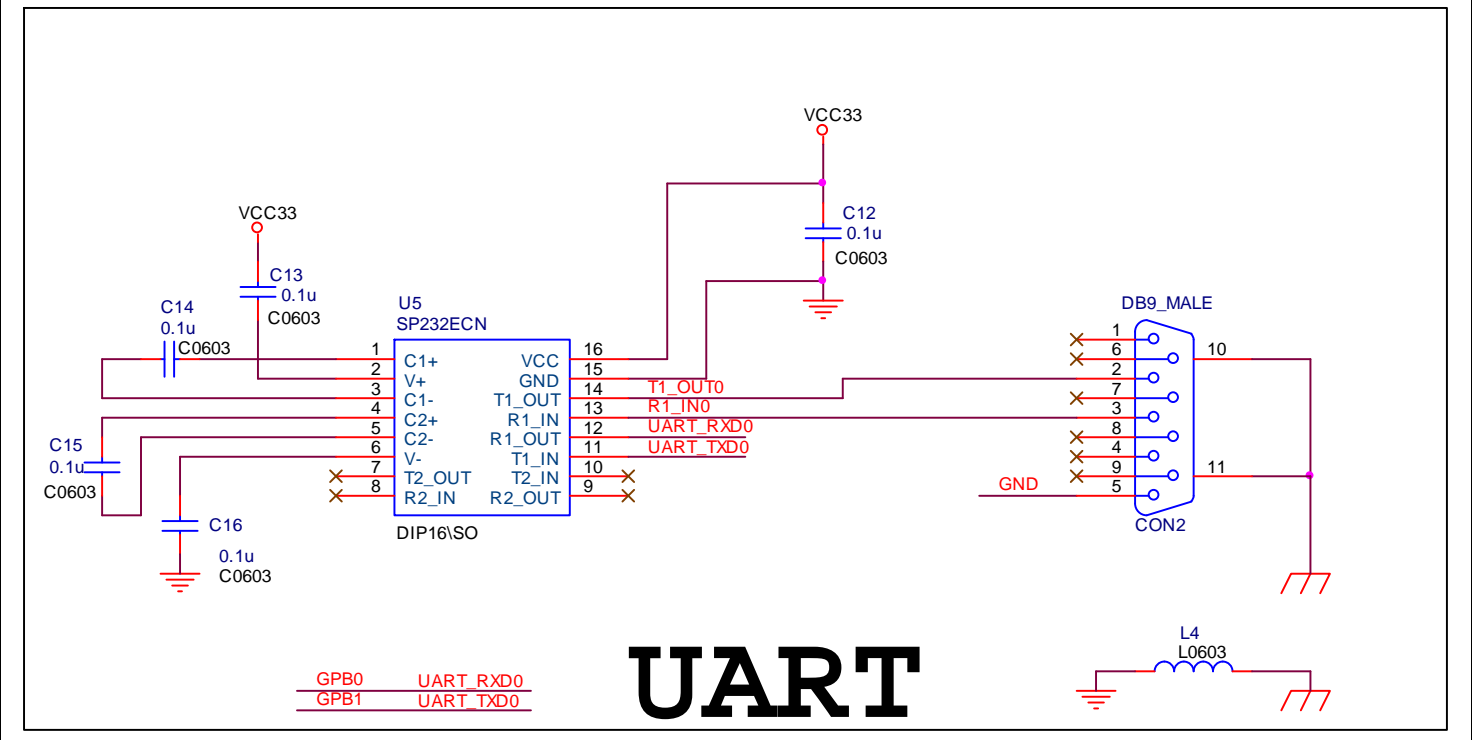 VCC33
VCC33
C12
0.1u
C0603
C13
0.1u
C0603
C14
0.1u
C0603
U5
SP232ECN
DB9_MALE
1 C1+ VCC 16
2 V+ GND 15
3 C1- T1_OUT 14 T1_OUT0
4 C2+ R1_IN 13 R1_IN0
5 C2- R1_OUT 12 UART_RXD0
6 V- T1_IN 11 UART_TXD0
7 T2_OUT T2_IN 10
8 R2_IN R2_OUT 9
DIP16\SO
C15
0.1u
C0603
C16
0.1u
C0603
1
6
2
7
3
8
4
9
5
10
11
GND
CON2
GPB0 UART_RXD0
GPB1 UART_TXD0
UART
L4
L0603